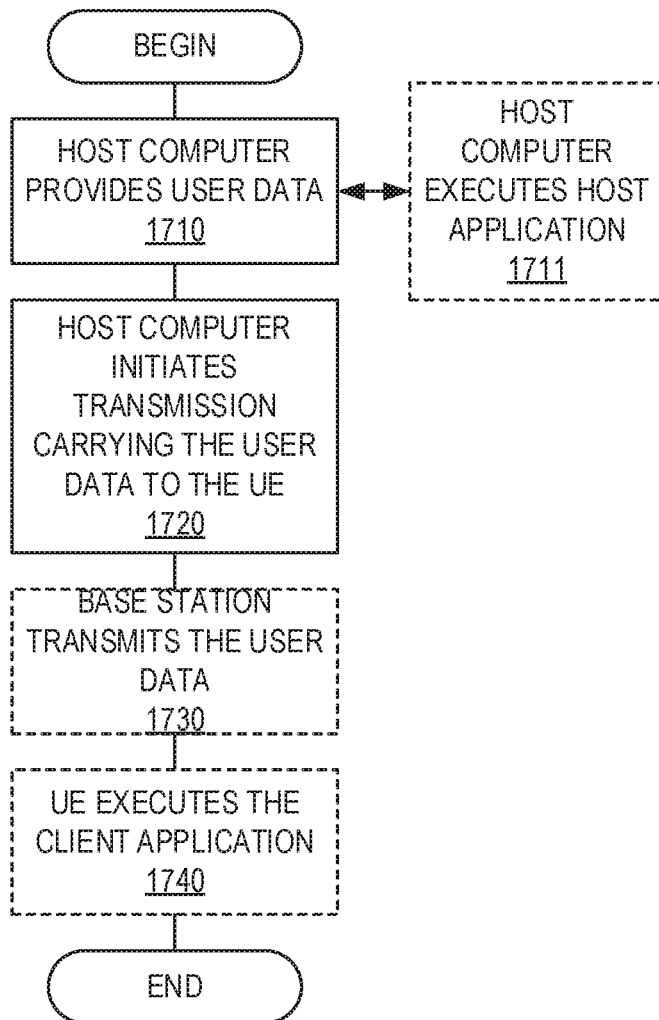 BEGIN
HOST COMPUTER
PROVIDES USER DATA
1710
HOST
COMPUTER
EXECUTES HOST
APPLICATION
1711
HOST COMPUTER
INITIATES
TRANSMISSION
CARRYING THE USER
DATA TO THE UE
1720
BASE STATION
TRANSMITS THE USER
DATA
1730
UE EXECUTES THE
CLIENT APPLICATION
1740
END